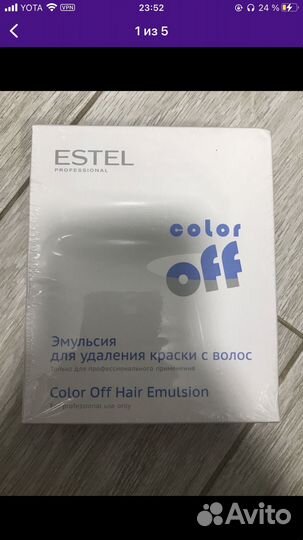 YOTA VPN 23:52 24 %
1 из 5
ESTEL
PROFESSIONAL
color
off
Эмульсия
для удаления краски с волос
Только для профессионального применения
Color Off Hair Emulsion
For professional use only
Avito